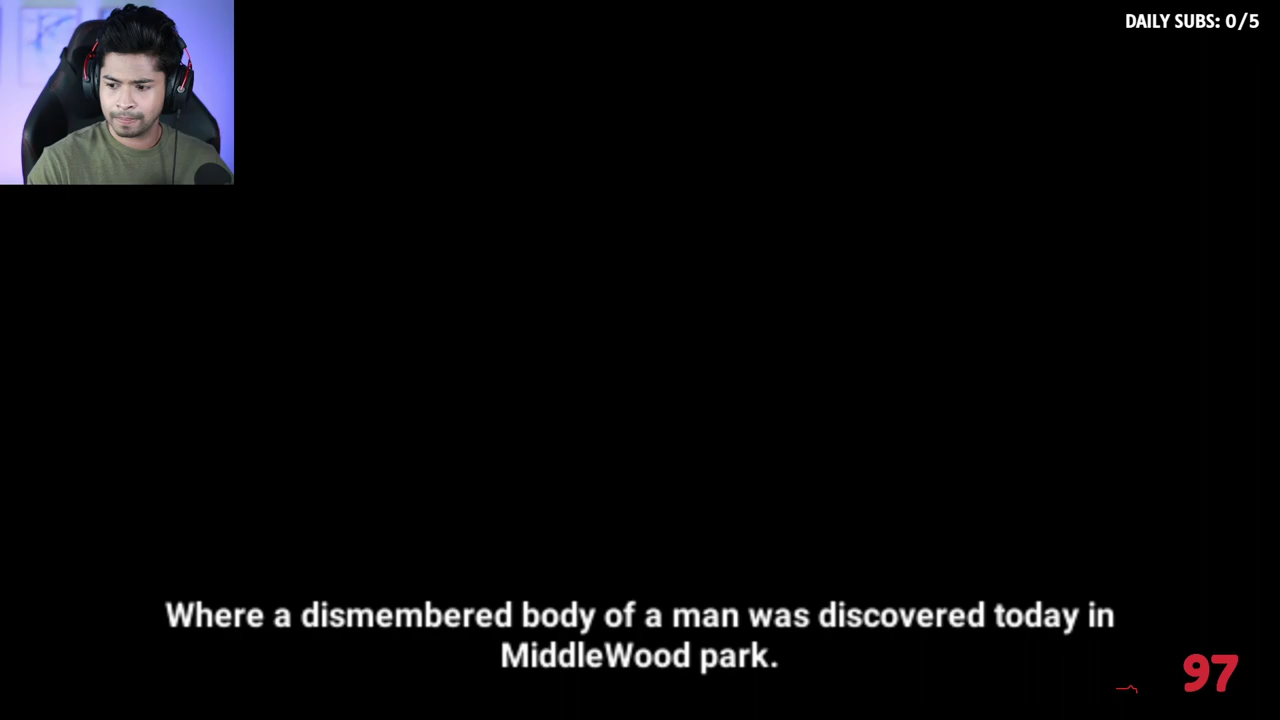 DAILY SUBS: 0/5
Where a dismembered body of a man was discovered today in
MiddleWood park.
97